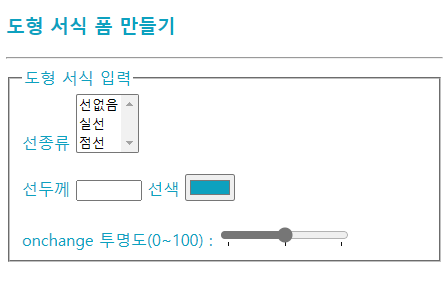 도형 서식 폼 만들기
도형 서식 입력
선없음
실선
선종류 점선
선두께 선색
onchange 투명도(0~100) :